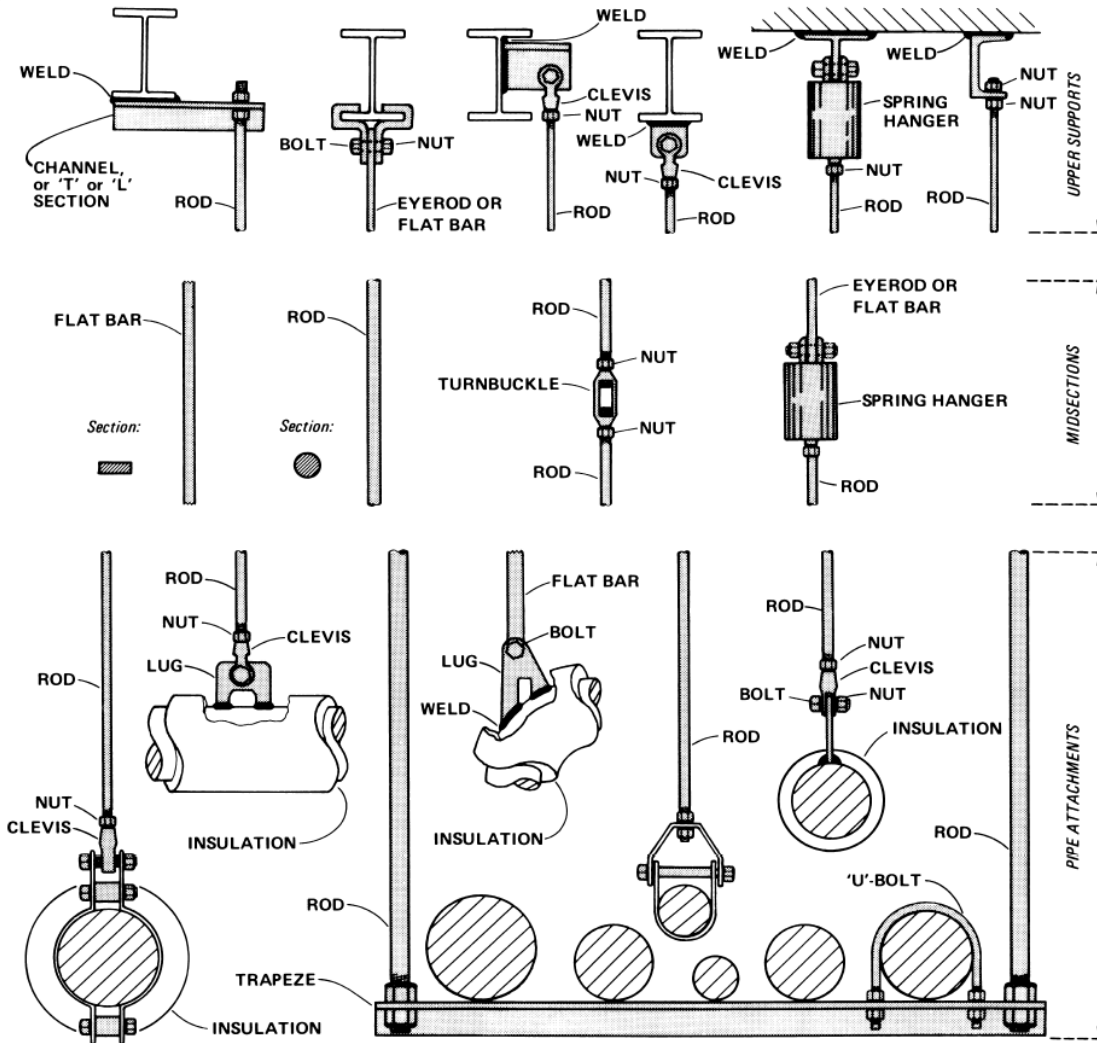 WELD
WELD
CHANNEL,
or 'T' or 'L'
SECTION
ROD
BOLT
NUT
EYEROD OR
FLAT BAR
WELD
CLEVIS
NUT
WELD
NUT
CLEVIS
ROD
ROD
WELD
SPRING
HANGER
NUT
ROD
WELD
NUT
NUT
ROD
UPPER SUPPORTS
FLAT BAR
Section:
ROD
Section:
ROD
NUT
TURNBUCKLE
NUT
ROD
EYEROD OR
FLAT BAR
SPRING HANGER
ROD
MIDSECTIONS
ROD
NUT
CLEVIS
INSULATION
ROD
NUT
CLEVIS
LUG
INSULATION
FLAT BAR
BOLT
LUG
WELD
INSULATION
ROD
ROD
NUT
CLEVIS
BOLT
NUT
INSULATION
ROD
TRAPEZE
'U'-BOLT
ROD
PIPE ATTACHMENTS